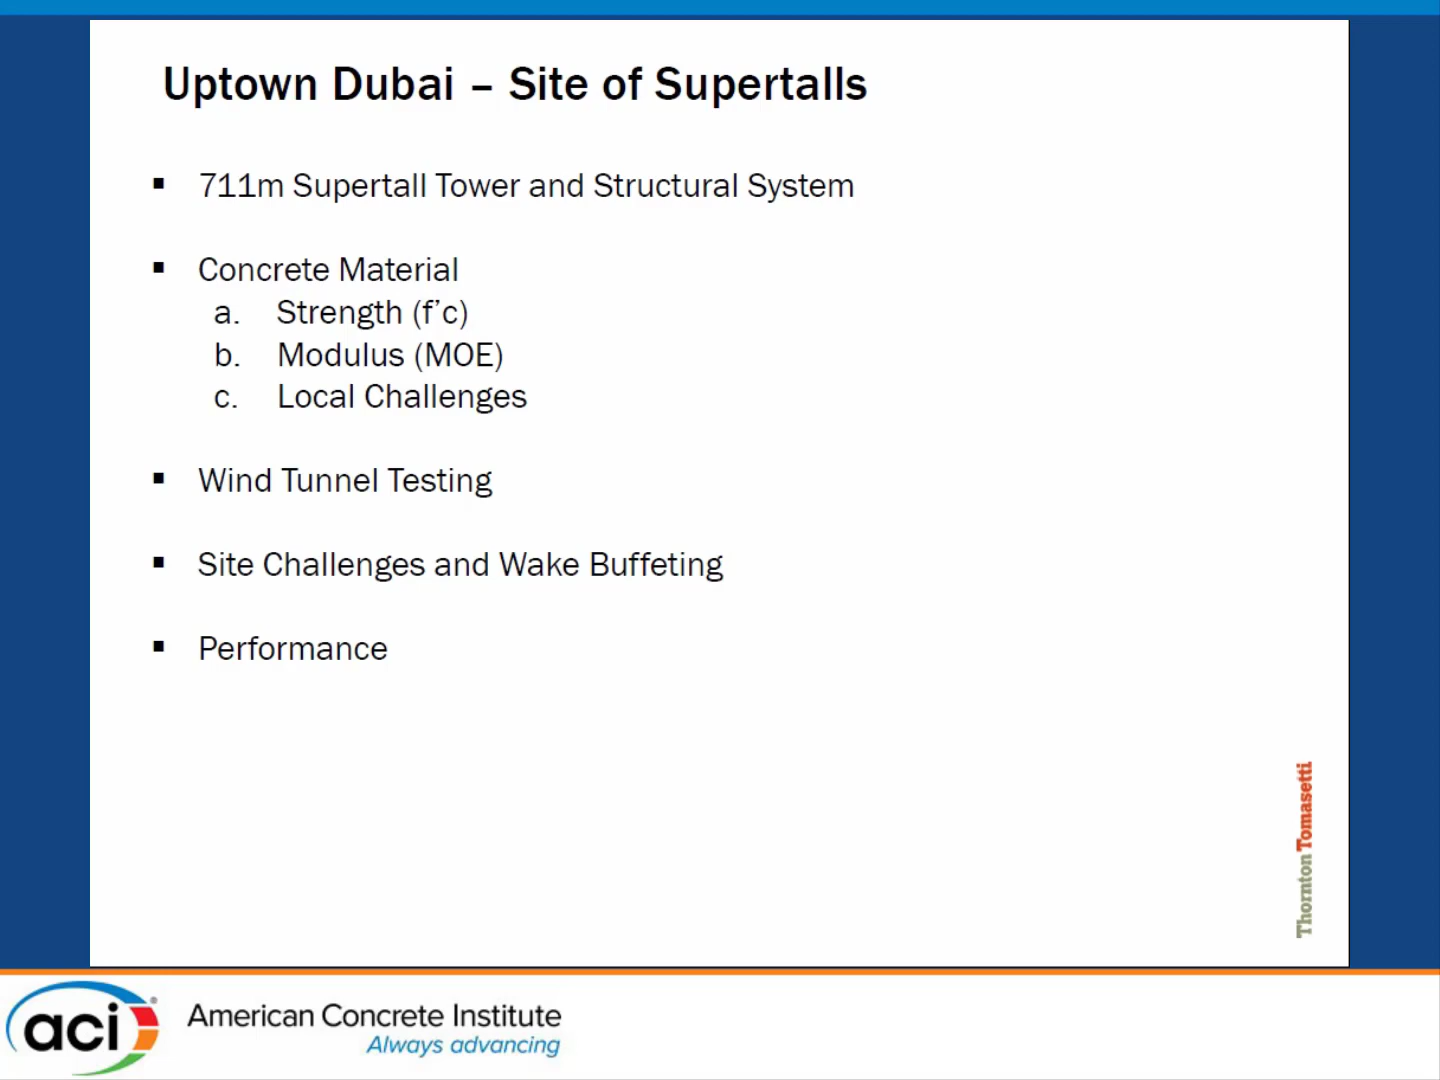 Uptown Dubai – Site of Supertalls
▪ 711m Supertall Tower and Structural System
▪ Concrete Material
a. Strength (f’c)
b. Modulus (MOE)
c. Local Challenges
▪ Wind Tunnel Testing
▪ Site Challenges and Wake Buffeting
▪ Performance
Thornton Tomasetti
aci®
American Concrete Institute
Always advancing